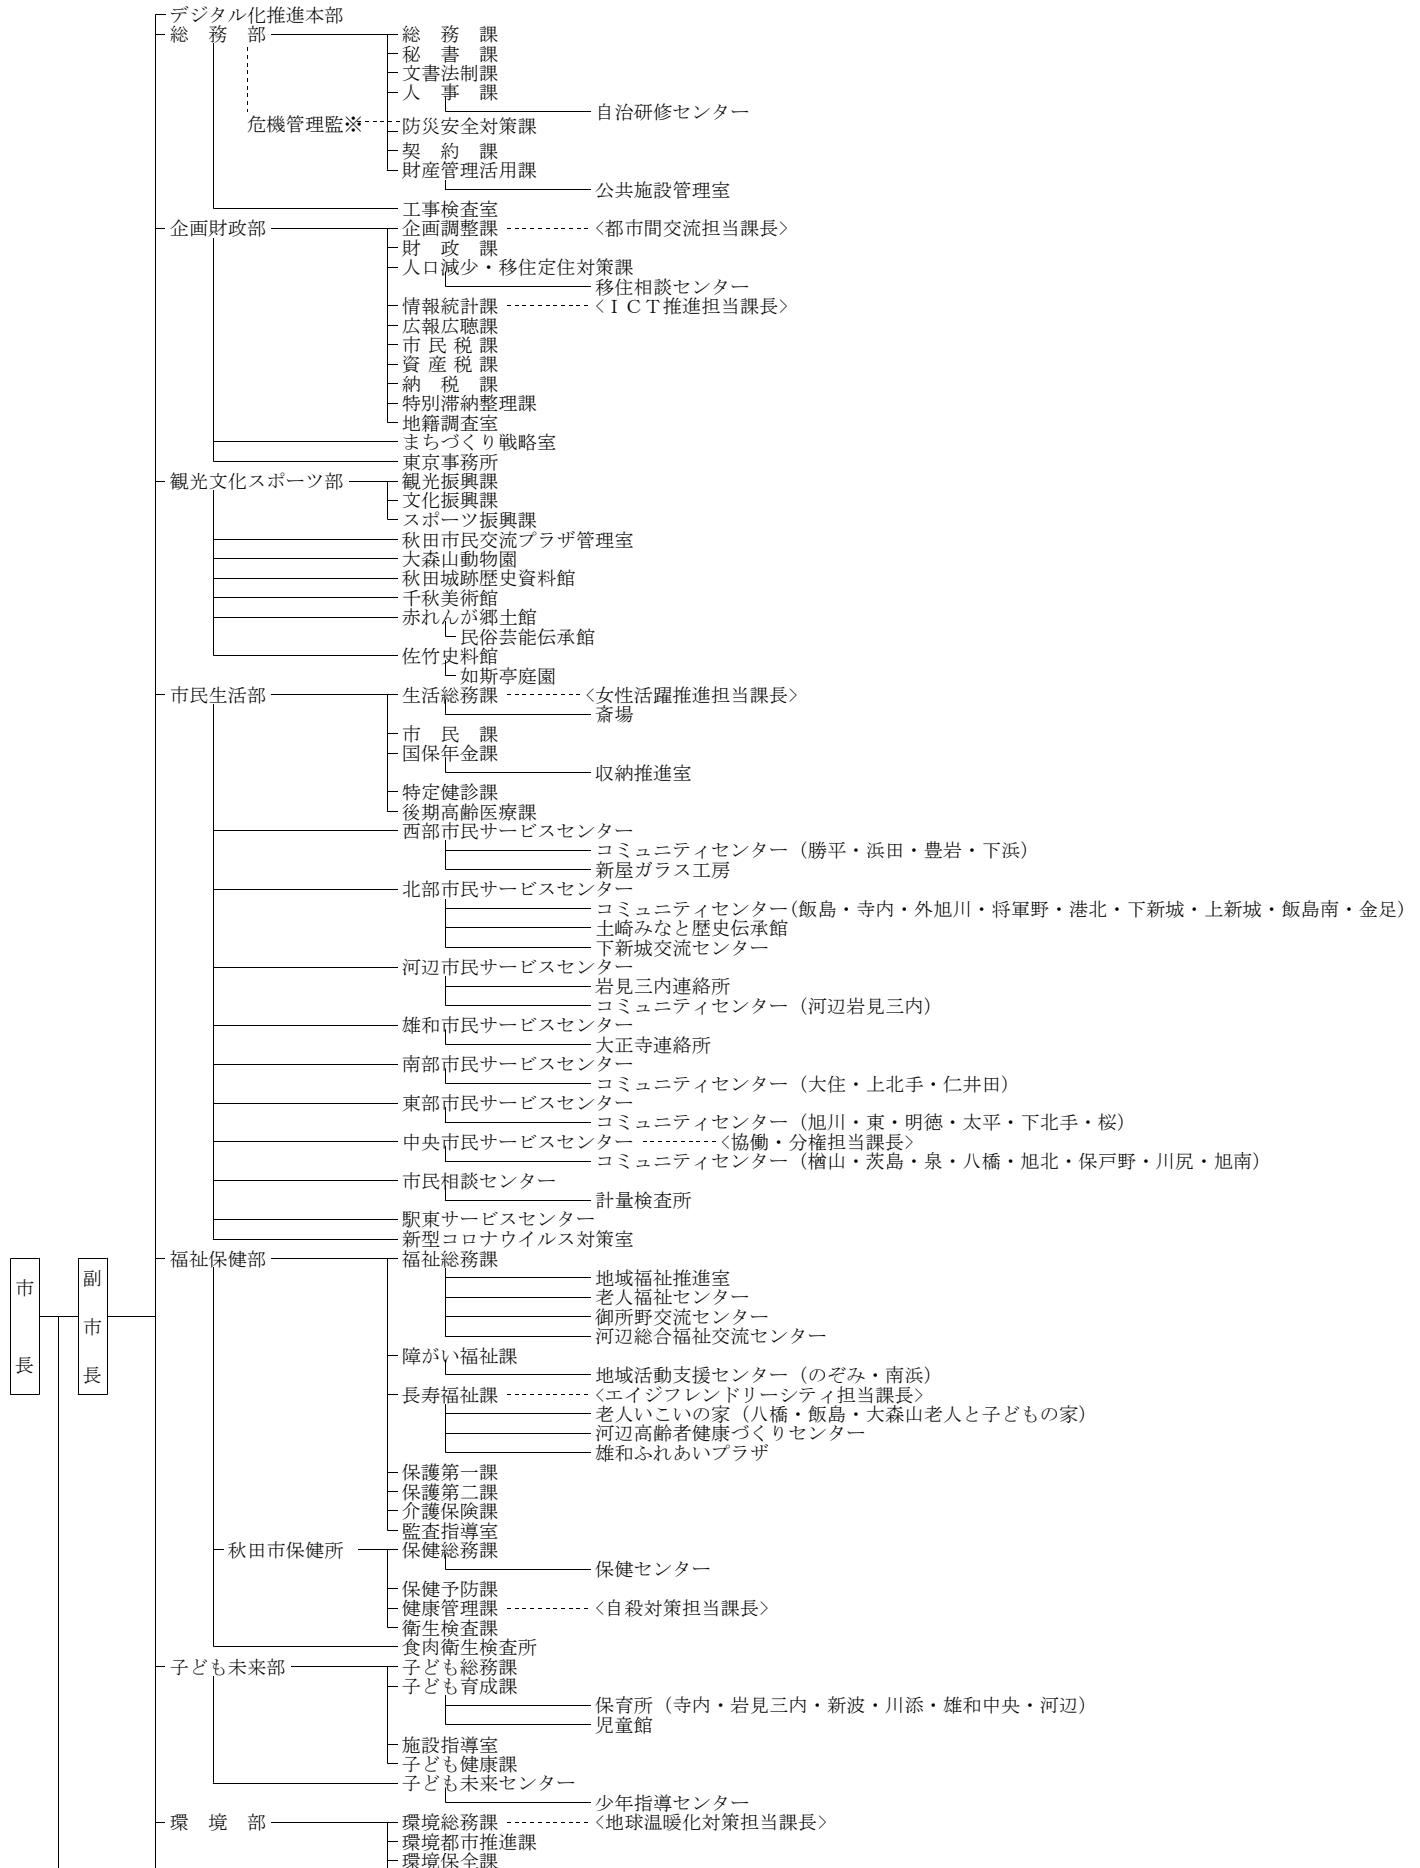 デジタル化推進本部
総　務　部　総　務　課
秘　書　課
文書法制課
人　事　課
自治研修センター
危機管理監※　防災安全対策課
契　約　課
財産管理活用課
公共施設管理室
工事検査室
企画財政部　企画調整課　〈都市間交流担当課長〉
財　政　課
人口減少・移住定住対策課
移住相談センター
情報統計課　〈ＩＣＴ推進担当課長〉
広報広聴課
市 民 税 課
資 産 税 課
納　税　課
特別滞納整理課
地籍調査室
まちづくり戦略室
東京事務所
観光文化スポーツ部　観光振興課
文化振興課
スポーツ振興課
秋田市民交流プラザ管理室
大森山動物園
秋田城跡歴史資料館
千秋美術館
赤れんが郷土館
民俗芸能伝承館
佐竹史料館
如斯亭庭園
市民生活部　生活総務課　〈女性活躍推進担当課長〉
斎場
市　民　課
国保年金課
収納推進室
特定健診課
後期高齢医療課
西部市民サービスセンター
コミュニティセンター（勝平・浜田・豊岩・下浜）
新屋ガラス工房
北部市民サービスセンター
コミュニティセンター(飯島・寺内・外旭川・将軍野・港北・下新城・上新城・飯島南・金足）
土崎みなと歴史伝承館
下新城交流センター
河辺市民サービスセンター
岩見三内連絡所
コミュニティセンター（河辺岩見三内）
雄和市民サービスセンター
大正寺連絡所
南部市民サービスセンター
コミュニティセンター（大住・上北手・仁井田）
東部市民サービスセンター
コミュニティセンター（旭川・東・明徳・太平・下北手・桜）
中央市民サービスセンター　〈協働・分権担当課長〉
コミュニティセンター（楢山・茨島・泉・八橋・旭北・保戸野・川尻・旭南）
市民相談センター
計量検査所
駅東サービスセンター
新型コロナウイルス対策室
市長
副市長
福祉保健部　福祉総務課
地域福祉推進室
老人福祉センター
御所野交流センター
河辺総合福祉交流センター
障がい福祉課
地域活動支援センター（のぞみ・南浜）
長寿福祉課　〈エイジフレンドリーシティ担当課長〉
老人いこいの家（八橋・飯島・大森山老人と子どもの家）
河辺高齢者健康づくりセンター
雄和ふれあいプラザ
保護第一課
保護第二課
介護保険課
監査指導室
秋田市保健所　保健総務課
保健センター
保健予防課
健康管理課　〈自殺対策担当課長〉
衛生検査課
食肉衛生検査所
子ども未来部　子ども総務課
子ども育成課
保育所（寺内・岩見三内・新波・川添・雄和中央・河辺）
児童館
施設指導室
子ども健康課
子ども未来センター
少年指導センター
環　境　部　環境総務課　〈地球温暖化対策担当課長〉
環境都市推進課
環境保全課